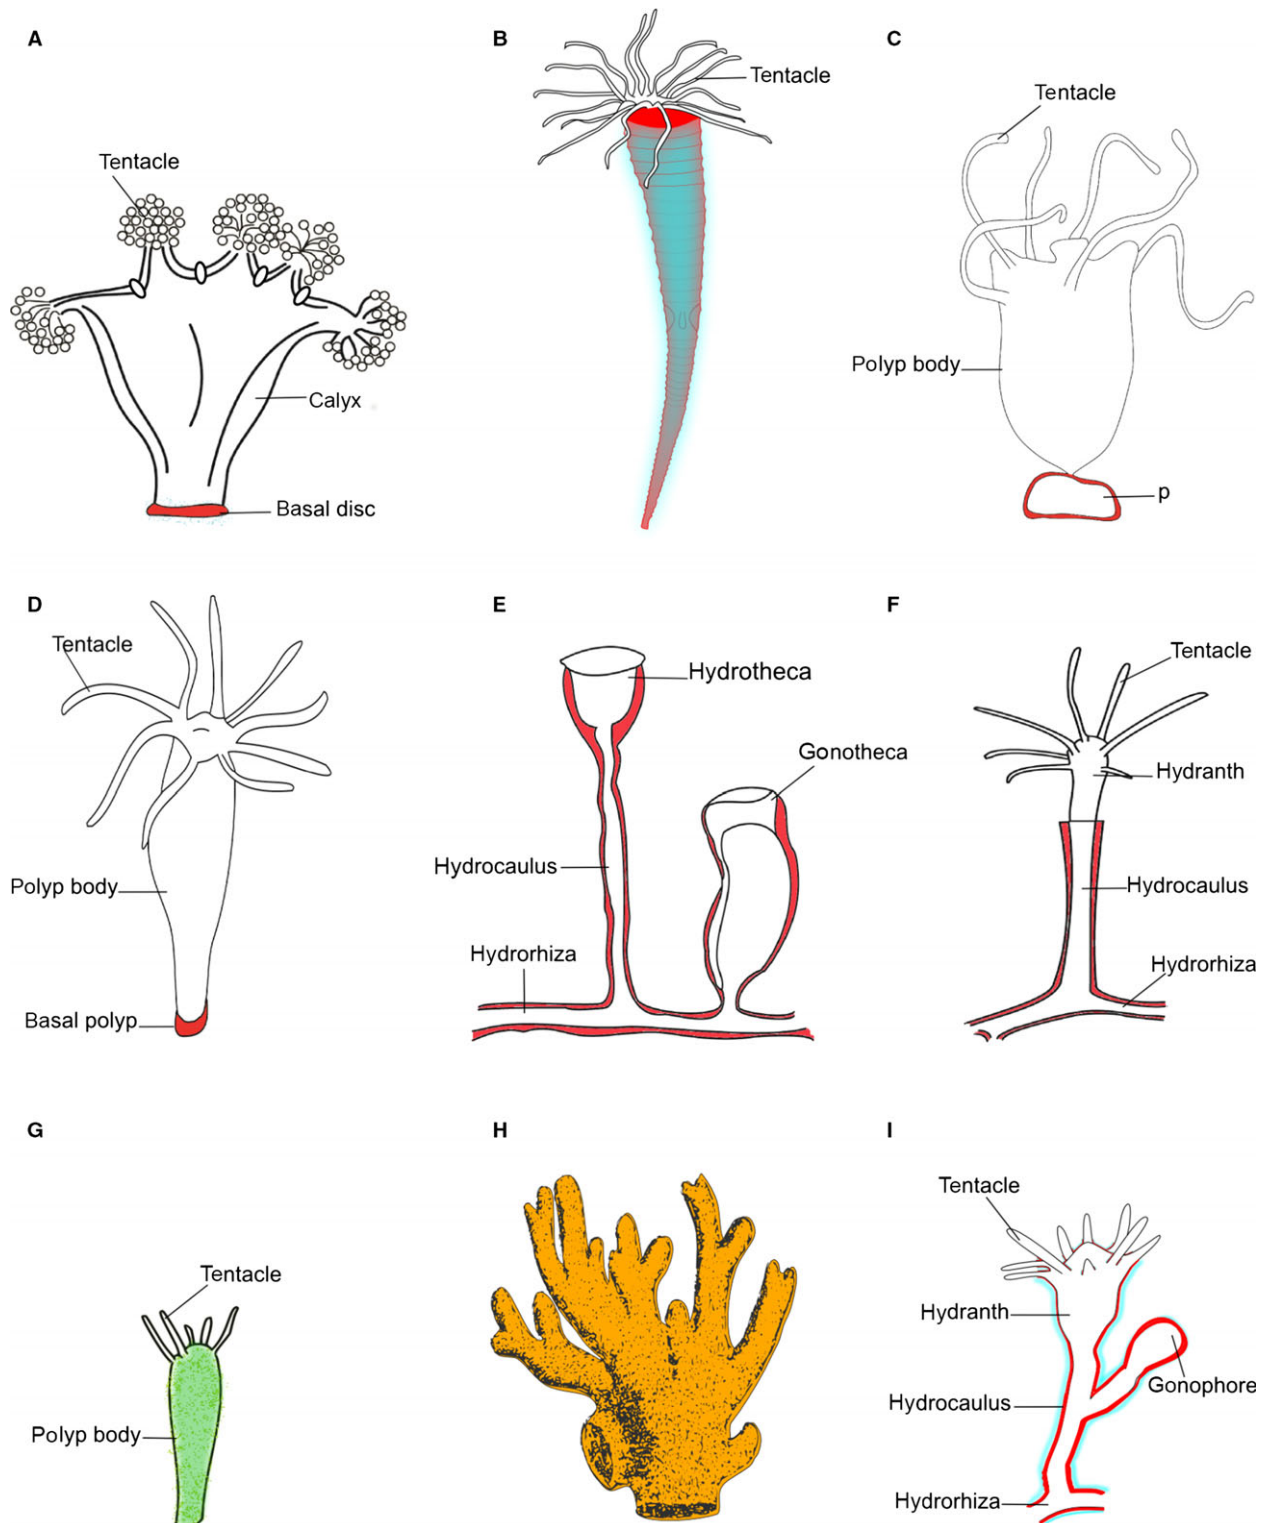 A
B
C
Tentacle
Tentacle
Tentacle
Polyp body
Calyx
Basal disc
p
D
E
F
Tentacle
Hydrotheca
Tentacle
Gonotheca
Hydranth
Hydrocaulus
Polyp body
Hydrocaulus
Hydrorhiza
Hydrorhiza
Basal polyp
G
H
I
Tentacle
Tentacle
Hydranth
Gonophore
Hydrocaulus
Polyp body
Hydrorhiza